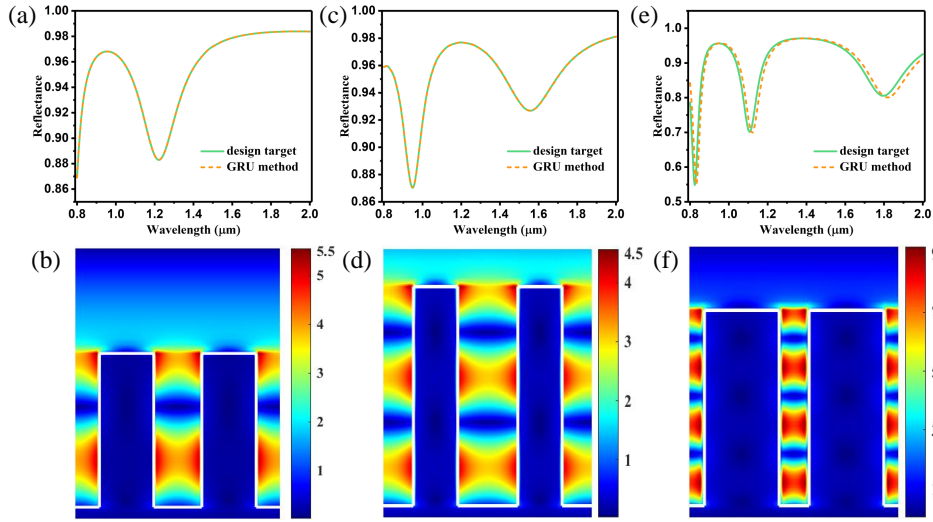 (a)
0.98
0.96
0.94
0.92
0.90
0.88
0.86
Reflectance
design target
GRU method
0.8 1.0 1.2 1.4 1.6 1.8 2.0
Wavelength (μm)
(c)
0.98
0.96
0.94
0.92
0.90
0.88
0.86
Reflectance
design target
GRU method
0.8 1.0 1.2 1.4 1.6 1.8 2.0
Wavelength (μm)
(e)
1.0
0.9
0.8
0.7
0.6
0.5
Reflectance
design target
GRU method
0.8 1.0 1.2 1.4 1.6 1.8 2.0
Wavelength (μm)
(b)
5.5
5
4
3
2
1
(d)
4.5
4
3
2
1
(f)